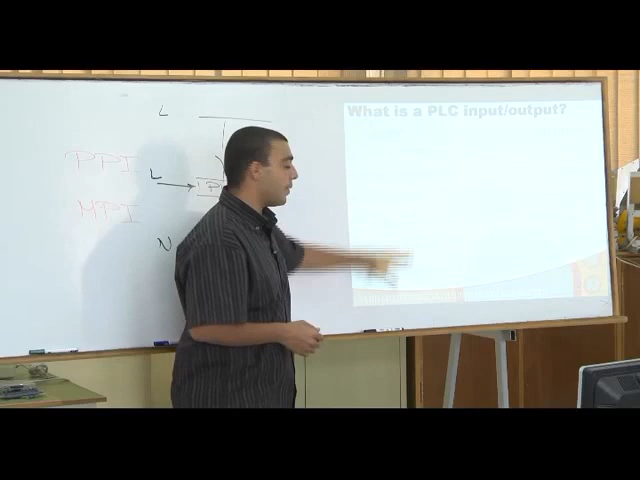 What is a PLC input/output?
L
PPI
L
MPI
N